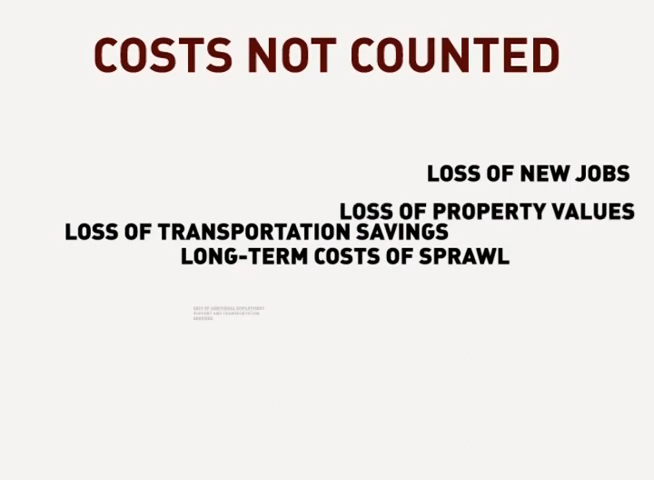 COSTS NOT COUNTED
LOSS OF NEW JOBS
LOSS OF PROPERTY VALUES
LOSS OF TRANSPORTATION SAVINGS
LONG-TERM COSTS OF SPRAWL